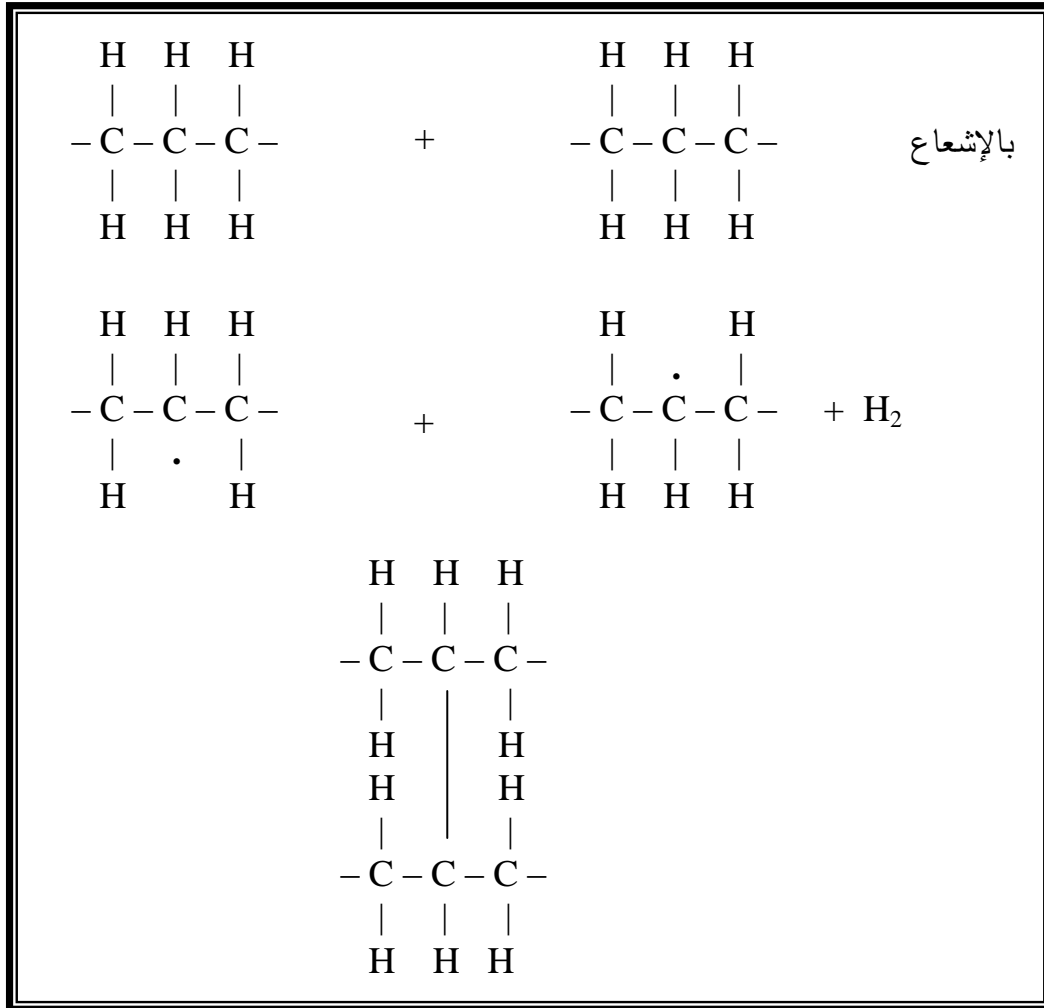 H H H H H H
| | | | | |
– C – C – C – + – C – C – C – بالإشعاع
| | | | | |
H H H H H H
H H H H H
| | | | • |
– C – C – C – + – C – C – C – + H₂
| • | | | |
H H H H H
H H H
| | |
– C – C – C –
| | |
H H
H H
| |
– C – C – C –
| | |
H H H